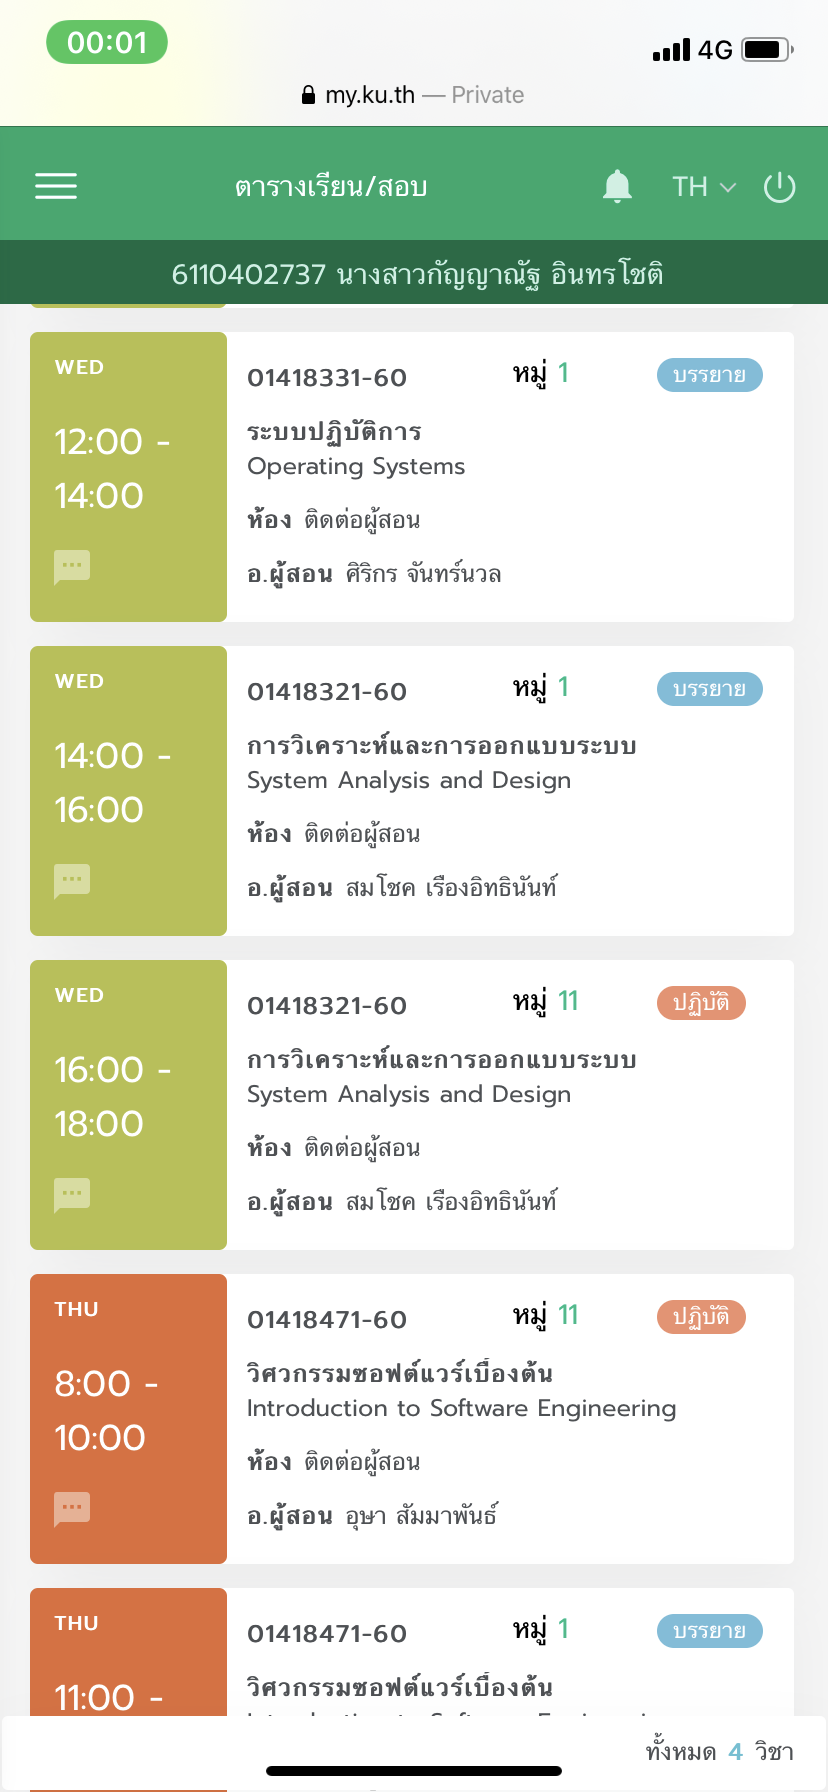 00:01
4G
my.ku.th — Private
ตารางเรียน/สอบ
TH
6110402737 นางสาวกัญญาณัฐ อินทรโชติ
WED
12:00 -
14:00
01418331-60
หมู่ 1
บรรยาย
ระบบปฏิบัติการ
Operating Systems
ห้อง ติดต่อผู้สอน
อ.ผู้สอน ศิริกร จันทร์นวล
WED
14:00 -
16:00
01418321-60
หมู่ 1
บรรยาย
การวิเคราะห์และการออกแบบระบบ
System Analysis and Design
ห้อง ติดต่อผู้สอน
อ.ผู้สอน สมโชค เรืองอิทธินันท์
WED
16:00 -
18:00
01418321-60
หมู่ 11
ปฏิบัติ
การวิเคราะห์และการออกแบบระบบ
System Analysis and Design
ห้อง ติดต่อผู้สอน
อ.ผู้สอน สมโชค เรืองอิทธินันท์
THU
8:00 -
10:00
01418471-60
หมู่ 11
ปฏิบัติ
วิศวกรรมซอฟต์แวร์เบื้องต้น
Introduction to Software Engineering
ห้อง ติดต่อผู้สอน
อ.ผู้สอน อุษา สัมมาพันธ์
THU
11:00 -
01418471-60
หมู่ 1
บรรยาย
วิศวกรรมซอฟต์แวร์เบื้องต้น
ทั้งหมด 4 วิชา